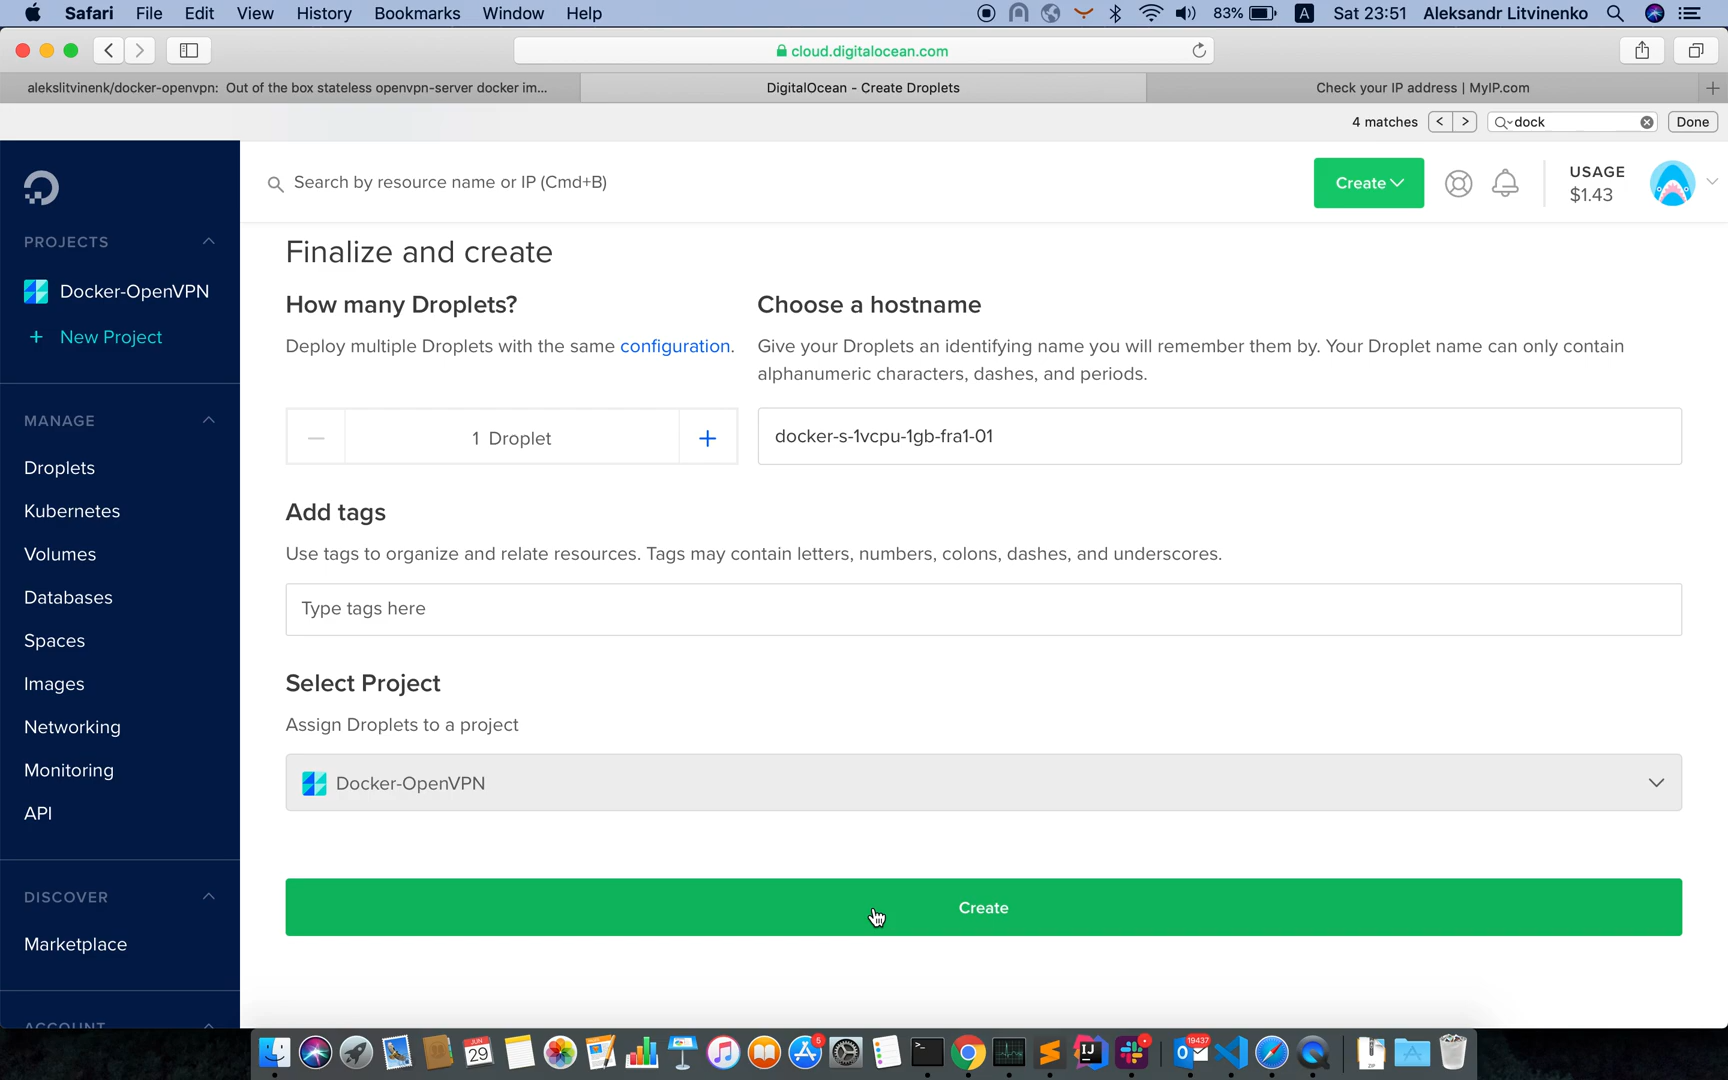 Safari File Edit View History Bookmarks Window Help 83% A Sat 23:51 Aleksandr Litvinenko
cloud.digitalocean.com
alekslitvinenk/docker-openvpn: Out of the box stateless openvpn-server docker im... DigitalOcean - Create Droplets Check your IP address | MyIP.com
4 matches dock Done
Search by resource name or IP (Cmd+B) Create USAGE
$1.43
PROJECTS
Docker-OpenVPN
+ New Project
MANAGE
Droplets
Kubernetes
Volumes
Databases
Spaces
Images
Networking
Monitoring
API
DISCOVER
Marketplace
ACCOUNT
Finalize and create
How many Droplets?
Deploy multiple Droplets with the same configuration.
1 Droplet
Choose a hostname
Give your Droplets an identifying name you will remember them by. Your Droplet name can only contain
alphanumeric characters, dashes, and periods.
docker-s-1vcpu-1gb-fra1-01
Add tags
Use tags to organize and relate resources. Tags may contain letters, numbers, colons, dashes, and underscores.
Type tags here
Select Project
Assign Droplets to a project
Docker-OpenVPN
Create
JUN
29
5
19437